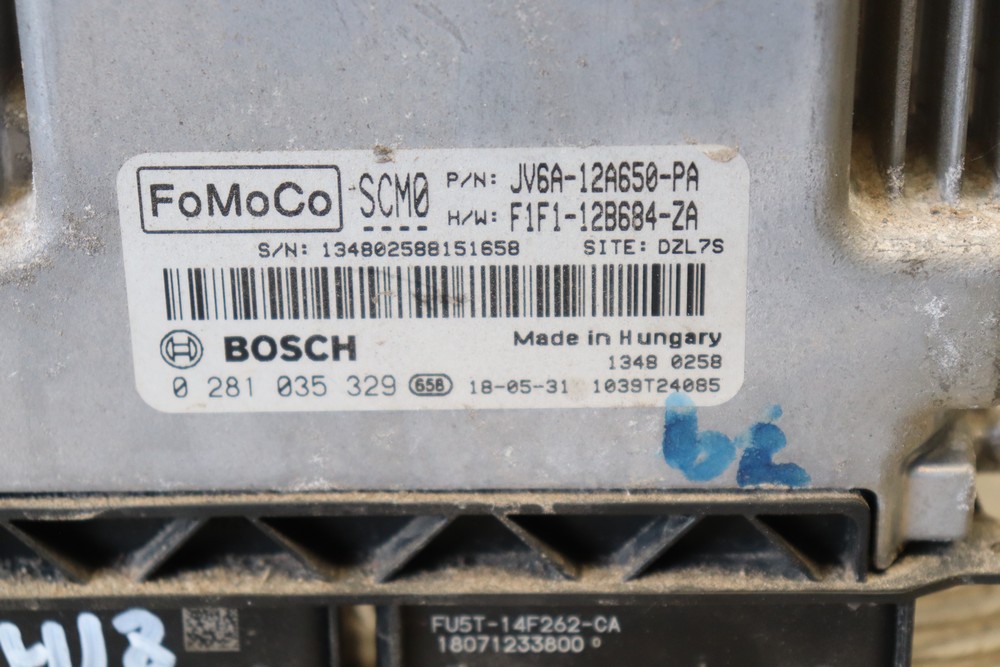 FoMoCo SCM0 P/N: JV6A-12A650-PA
H/W: F1F1-12B684-ZA
S/N: 134802588151658 SITE: DZL7S
BOSCH Made in Hungary
1348 0258
0 281 035 329 658 18-05-31 1039T24085
FU5T-14F262-CA
18071233800